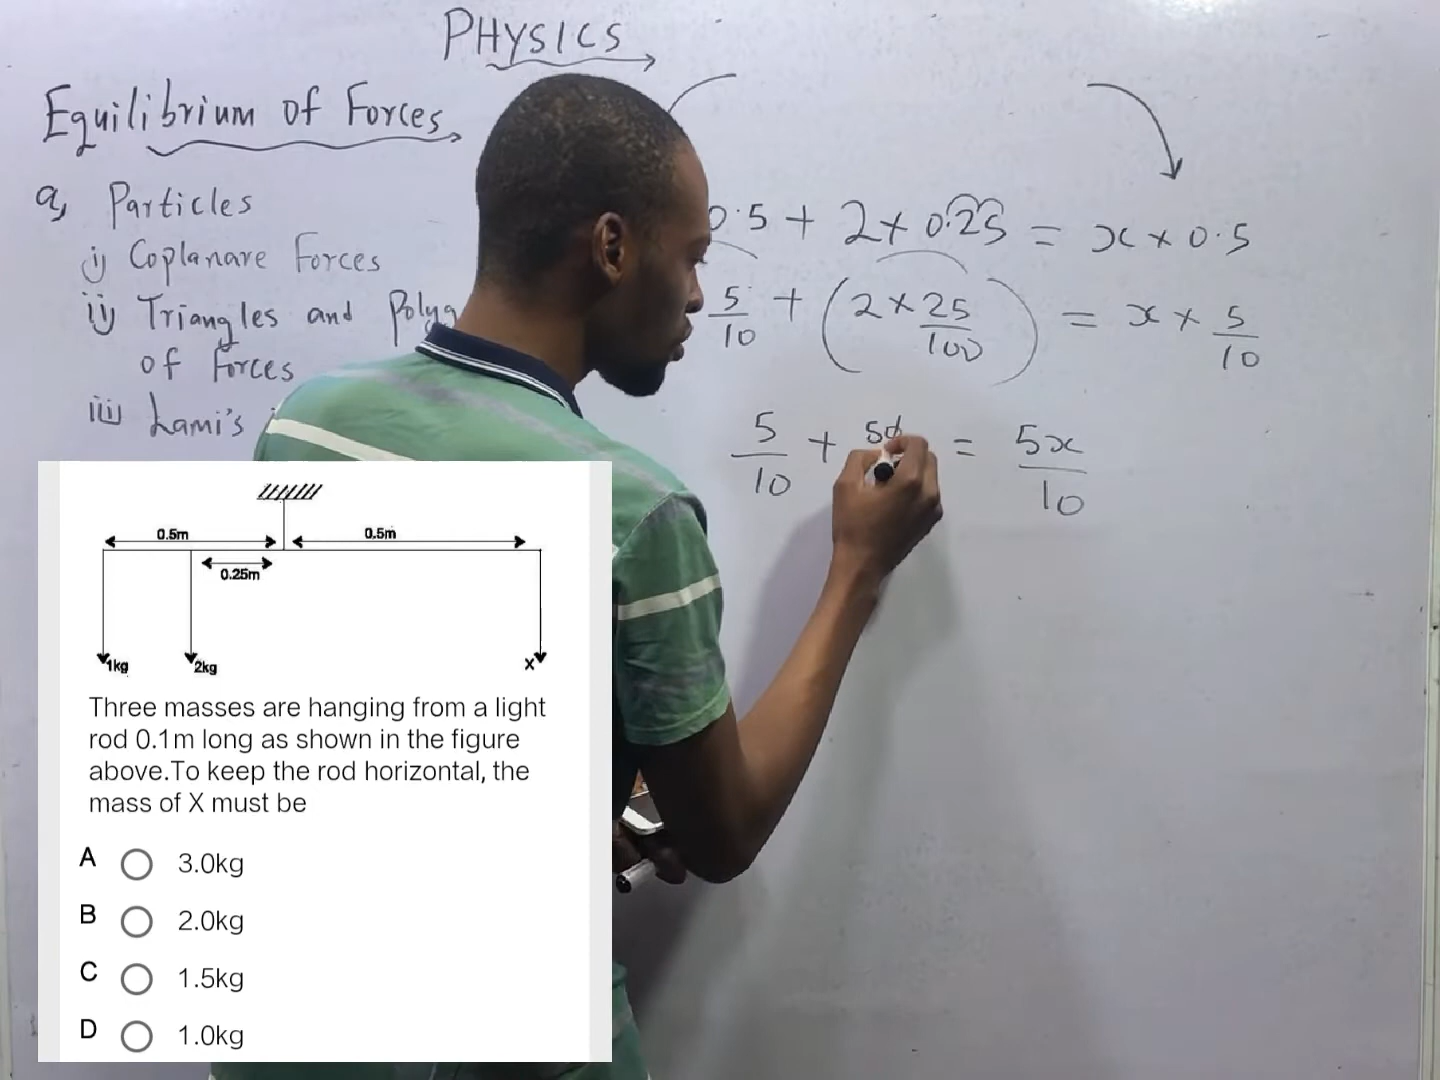 PHYSICS
Equilibrium of Forces
a, Particles
i) Coplanare Forces
ii) Triangles and
of Forces
iii) Lami's
0.5 + 2 × 0.25 = x × 0.5
5/10 + (2 × 25/100) = x × 5/10
5/10 + = 5x/10
0.5m 0.5m
0.25m
1kg 2kg x
Three masses are hanging from a light
rod 0.1m long as shown in the figure
above.To keep the rod horizontal, the
mass of X must be
A 3.0kg
B 2.0kg
C 1.5kg
D 1.0kg